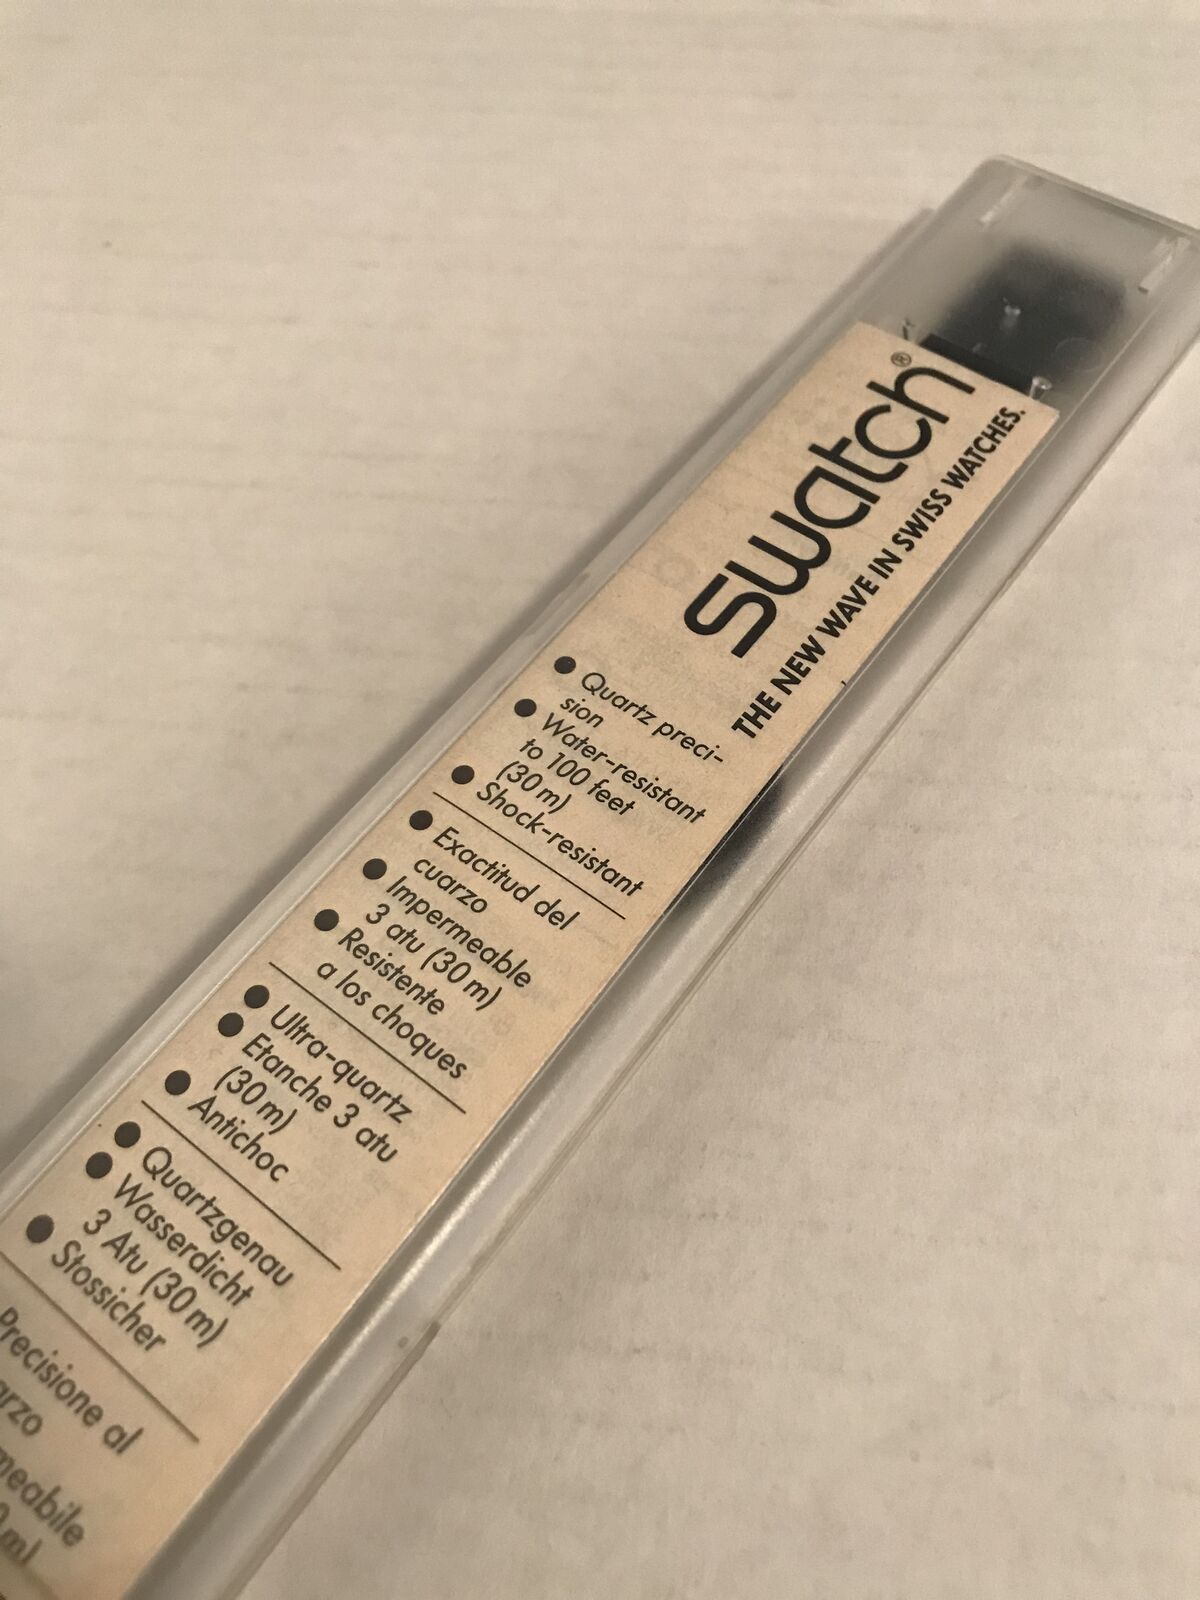 swatch®
THE NEW WAVE IN SWISS WATCHES.
● Quartz preci-
sion
● Water-resistant
to 100 feet
(30 m)
● Shock-resistant
● Exactitud del
cuarzo
● Impermeable
3 atu (30 m)
● Resistente
a los choques
● Ultra-quartz
● Etanche 3 atu
(30 m)
● Antichoc
● Quartzgenau
● Wasserdicht
3 Atu (30 m)
● Stossicher
Precisione al